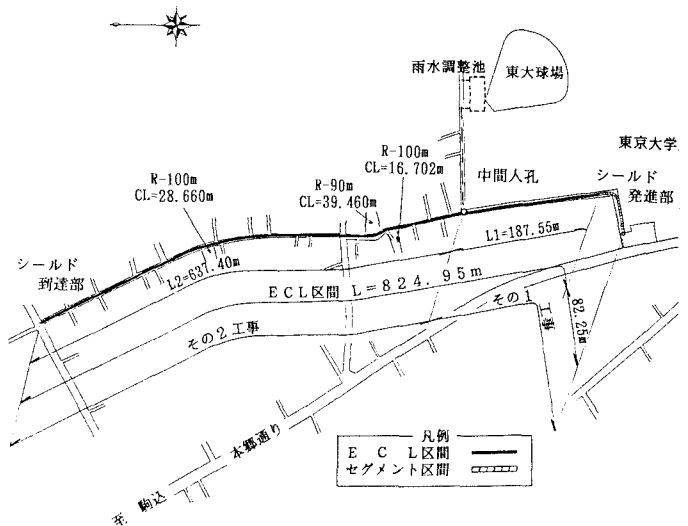 雨水調整池
東大球場
東京大学
R-100m
CL=16.702m
R-100m
CL=28.660m
R-90m
CL=39.460m
中間人孔
シールド
発進部
シールド
到達部
L1=187.55m
L2=637.40m
ECL区間 L=824.95m
その1
工事
82.25m
その2工事
本郷通り
至 駒込
凡例
E C L区間
セグメント区間